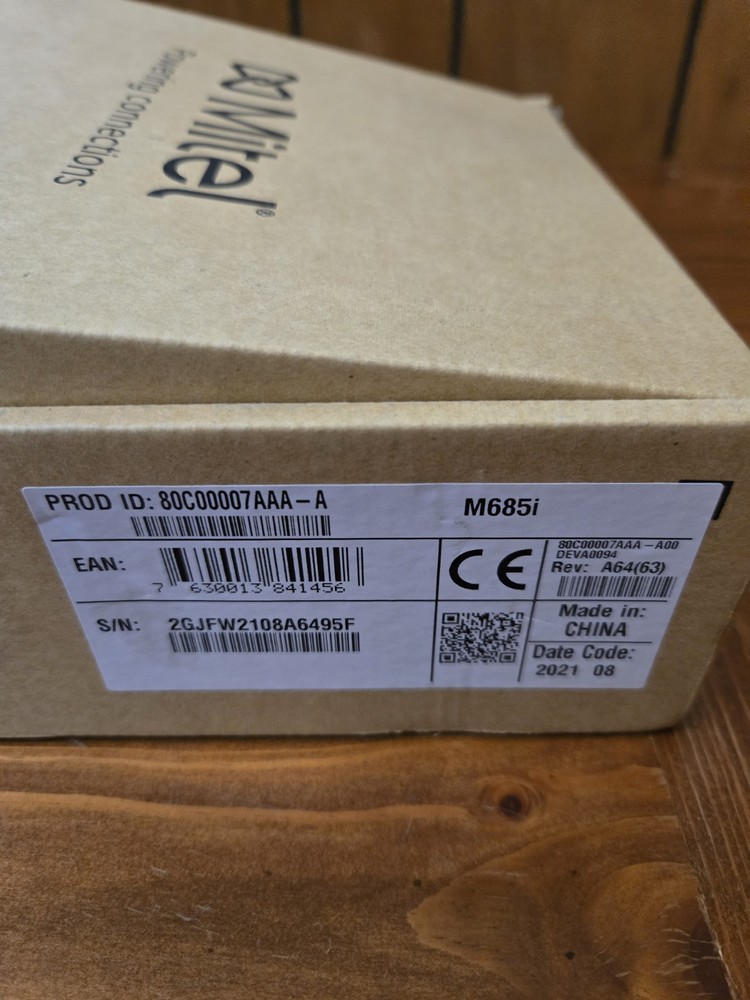 Mitel®
Powering connections
PROD ID: 80C00007AAA-A
M685i
EAN:
7 630013 841456
80C00007AAA-A00
DEVA0094
Rev: A64(63)
S/N: 2GJFW2108A6495F
Made in:
CHINA
Date Code:
2021 08